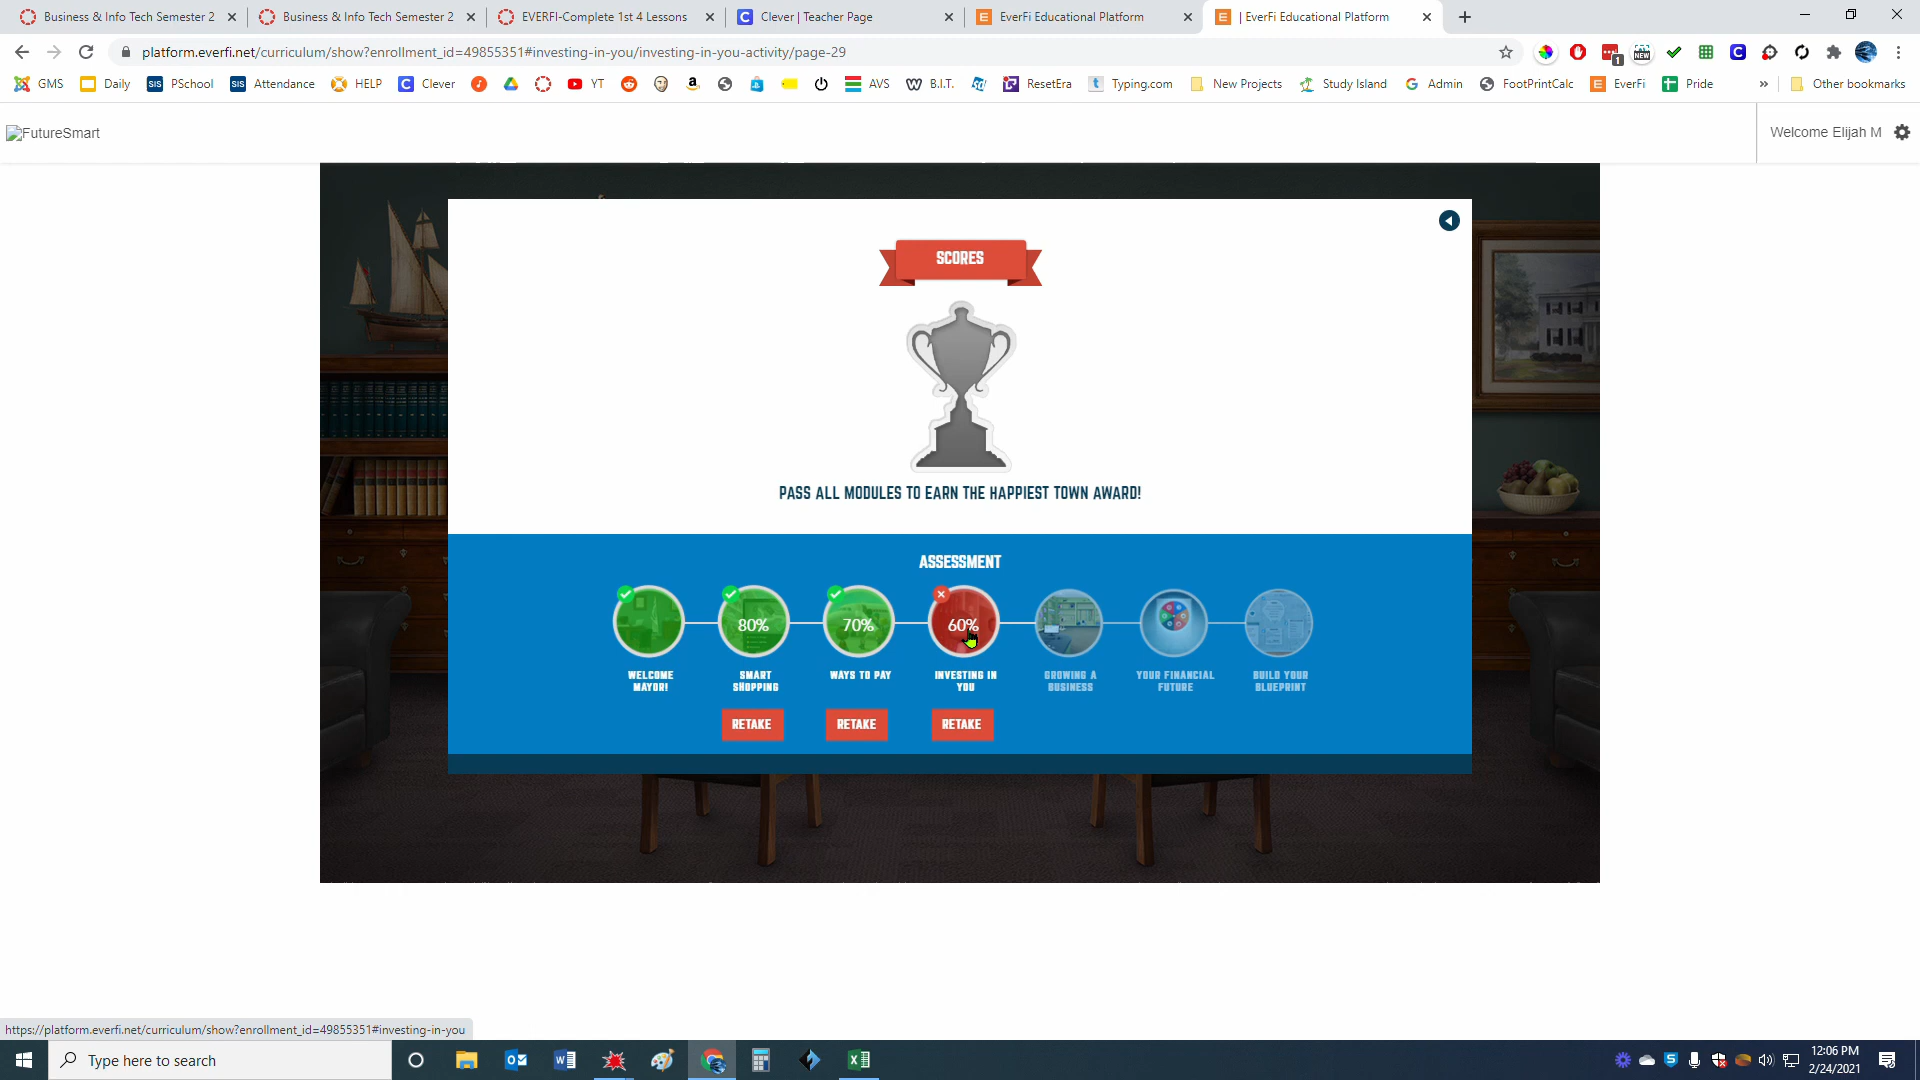 Business & Info Tech Semester 2
Business & Info Tech Semester 2
EVERFI-Complete 1st 4 Lessons
Clever | Teacher Page
EverFi Educational Platform
| EverFi Educational Platform
platform.everfi.net/curriculum/show?enrollment_id=49855351#investing-in-you/investing-in-you-activity/page-29
GMS Daily PSchool Attendance HELP Clever YT AVS B.I.T. ResetEra Typing.com New Projects Study Island Admin FootPrintCalc EverFi Pride » Other bookmarks
FutureSmart
Welcome Elijah M
SCORES
PASS ALL MODULES TO EARN THE HAPPIEST TOWN AWARD!
ASSESSMENT
80% 70% 60%
WELCOME MAYOR!
SMART SHOPPING
WAYS TO PAY
INVESTING IN YOU
GROWING A BUSINESS
YOUR FINANCIAL FUTURE
BUILD YOUR BLUEPRINT
RETAKE RETAKE RETAKE
https://platform.everfi.net/curriculum/show?enrollment_id=49855351#investing-in-you
Type here to search
12:06 PM
2/24/2021